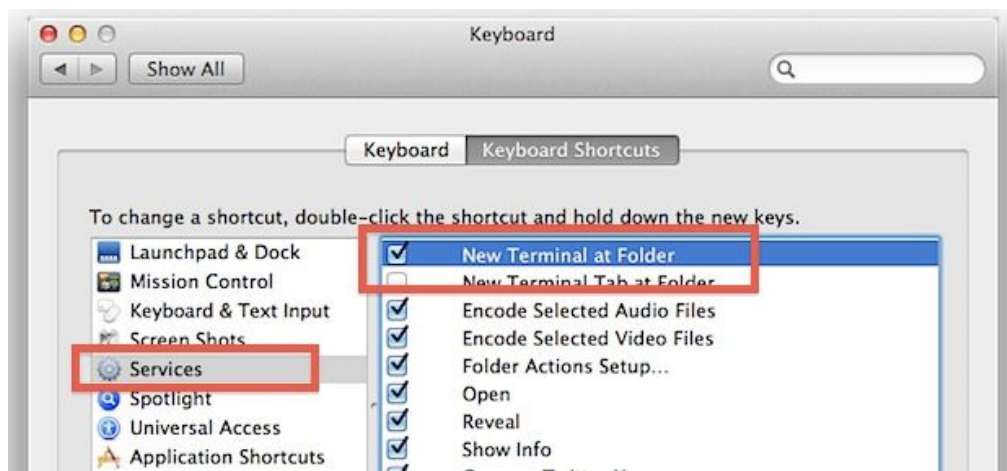 Keyboard
Show All
Keyboard Keyboard Shortcuts
To change a shortcut, double-click the shortcut and hold down the new keys.
Launchpad & Dock
Mission Control
Keyboard & Text Input
Screen Shots
Services
Spotlight
Universal Access
Application Shortcuts
New Terminal at Folder
New Terminal Tab at Folder
Encode Selected Audio Files
Encode Selected Video Files
Folder Actions Setup...
Open
Reveal
Show Info